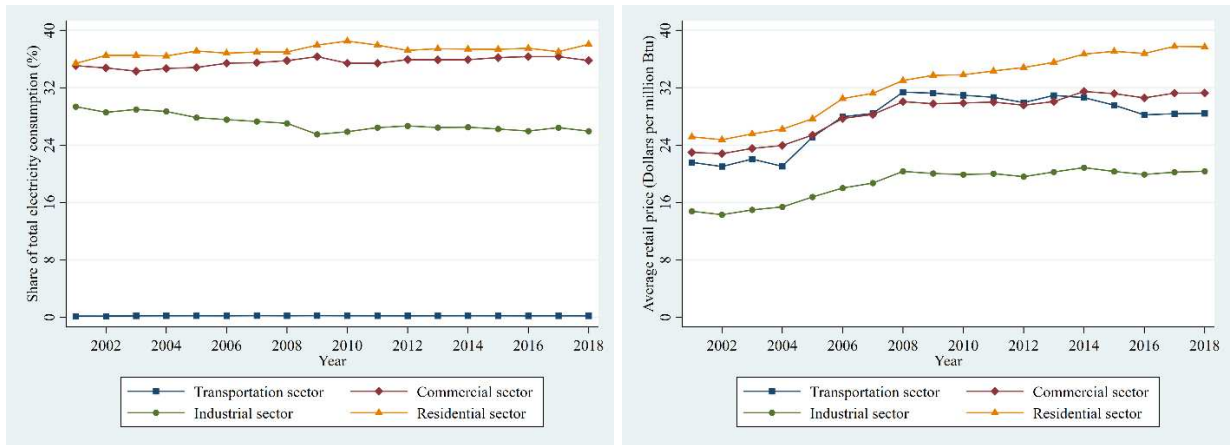 Share of total electricity consumption (%)
40
32
24
16
8
0
2002 2004 2006 2008 2010 2012 2014 2016 2018
Year
Transportation sector Commercial sector
Industrial sector Residential sector
Average retail price (Dollars per million Btu)
40
32
24
16
8
0
2002 2004 2006 2008 2010 2012 2014 2016 2018
Year
Transportation sector Commercial sector
Industrial sector Residential sector